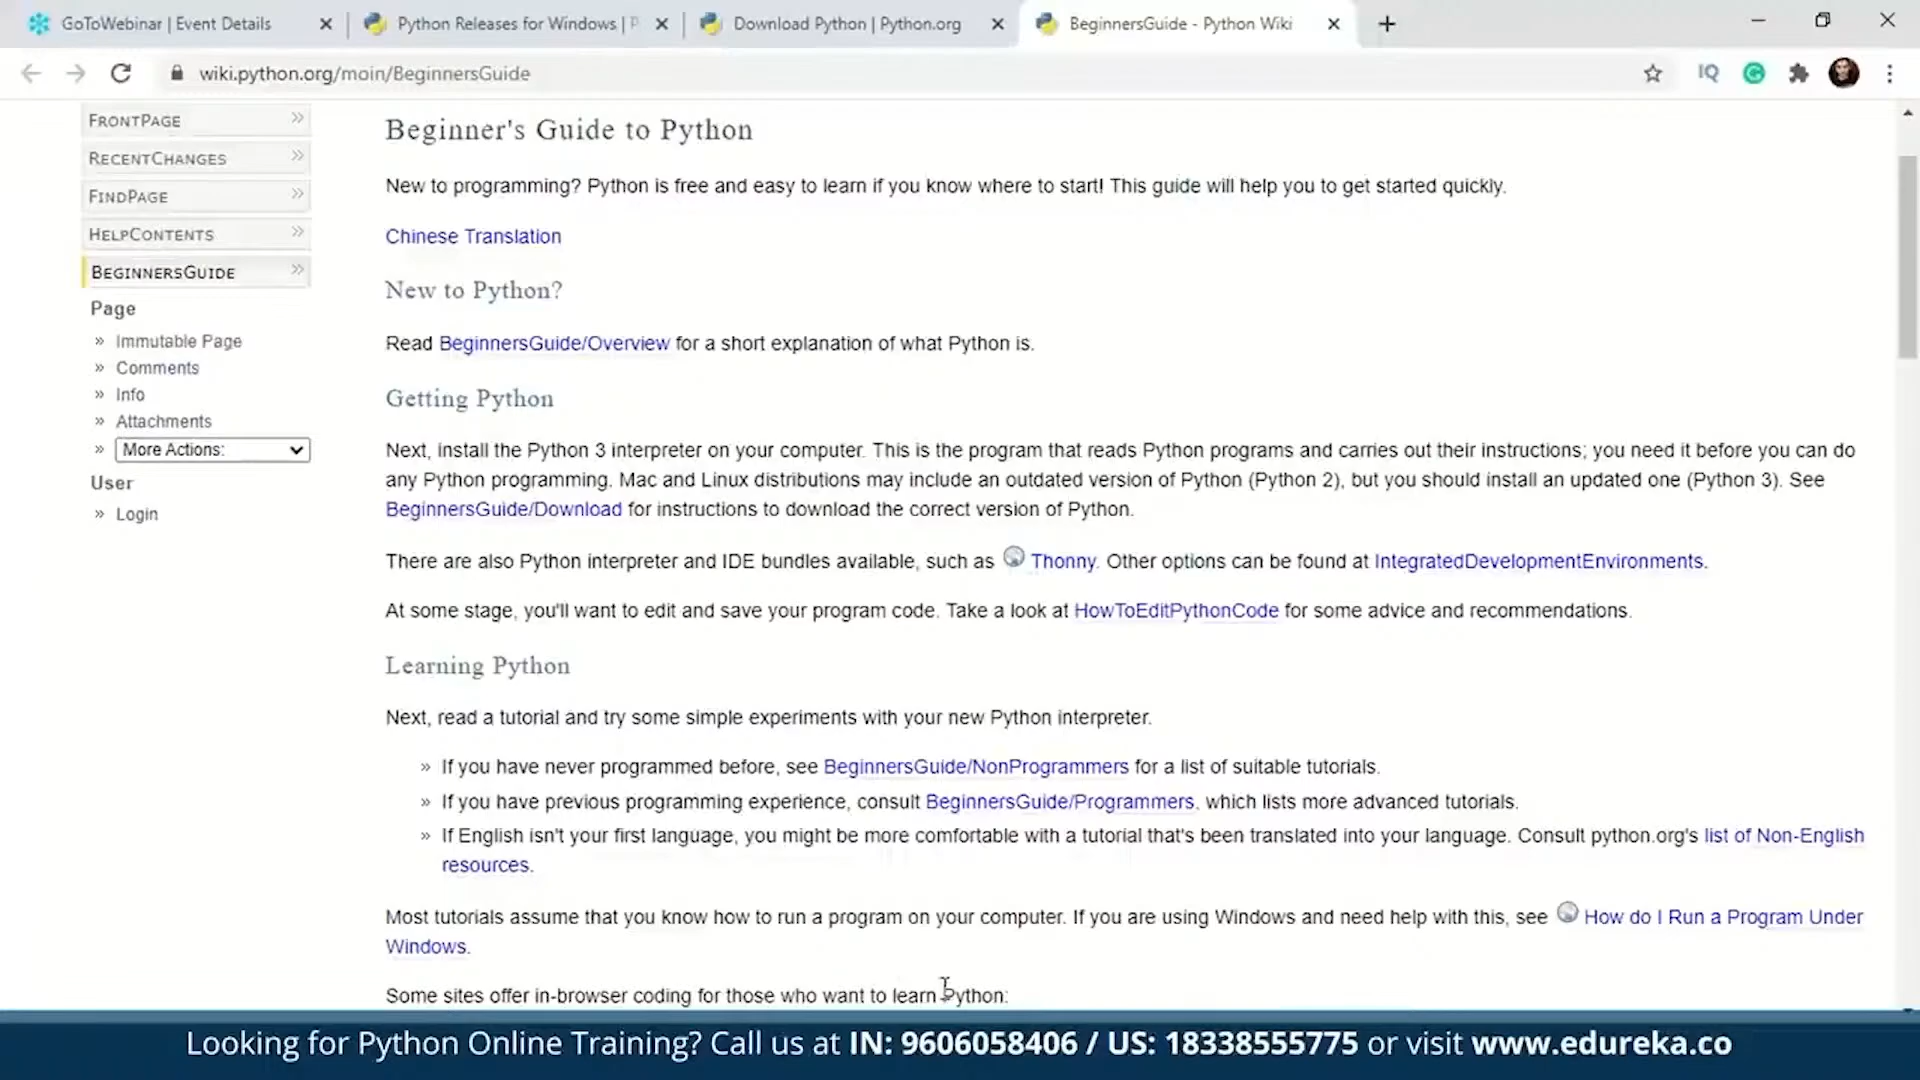 GoToWebinar | Event Details
Python Releases for Windows | P
Download Python | Python.org
BeginnersGuide - Python Wiki
wiki.python.org/moin/BeginnersGuide
IQ
FrontPage
RecentChanges
FindPage
HelpContents
BeginnersGuide
Page
» Immutable Page
» Comments
» Info
» Attachments
» More Actions:
User
» Login
Beginner's Guide to Python
New to programming? Python is free and easy to learn if you know where to start! This guide will help you to get started quickly.
Chinese Translation
New to Python?
Read BeginnersGuide/Overview for a short explanation of what Python is.
Getting Python
Next, install the Python 3 interpreter on your computer. This is the program that reads Python programs and carries out their instructions; you need it before you can do
any Python programming. Mac and Linux distributions may include an outdated version of Python (Python 2), but you should install an updated one (Python 3). See
BeginnersGuide/Download for instructions to download the correct version of Python.
There are also Python interpreter and IDE bundles available, such as Thonny. Other options can be found at IntegratedDevelopmentEnvironments.
At some stage, you'll want to edit and save your program code. Take a look at HowToEditPythonCode for some advice and recommendations.
Learning Python
Next, read a tutorial and try some simple experiments with your new Python interpreter.
» If you have never programmed before, see BeginnersGuide/NonProgrammers for a list of suitable tutorials.
» If you have previous programming experience, consult BeginnersGuide/Programmers, which lists more advanced tutorials.
» If English isn't your first language, you might be more comfortable with a tutorial that's been translated into your language. Consult python.org's list of Non-English
resources.
Most tutorials assume that you know how to run a program on your computer. If you are using Windows and need help with this, see How do I Run a Program Under
Windows.
Some sites offer in-browser coding for those who want to learn Python:
Looking for Python Online Training? Call us at IN: 9606058406 / US: 18338555775 or visit www.edureka.co